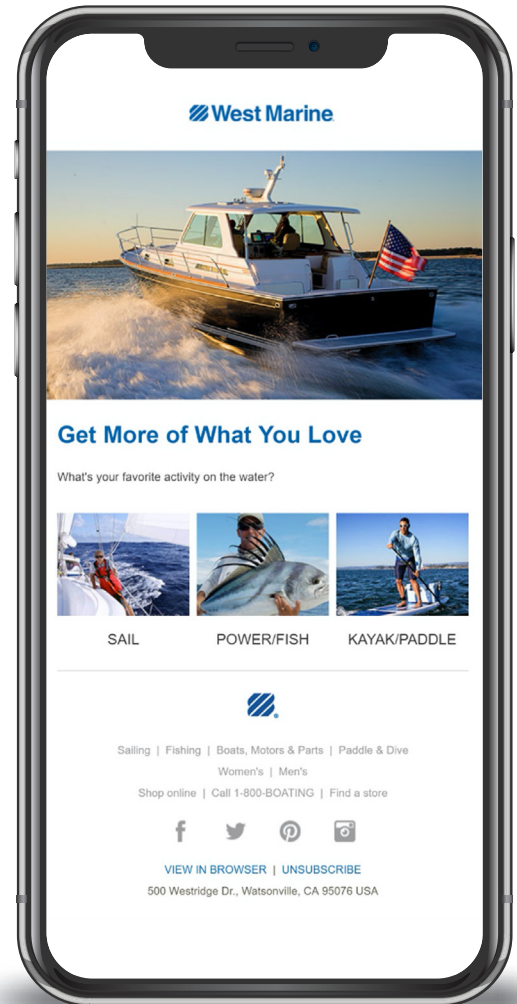 West Marine
Get More of What You Love
What's your favorite activity on the water?
SAIL
POWER/FISH
KAYAK/PADDLE
Sailing | Fishing | Boats, Motors & Parts | Paddle & Dive
Women's | Men's
Shop online | Call 1-800-BOATING | Find a store
VIEW IN BROWSER | UNSUBSCRIBE
500 Westridge Dr., Watsonville, CA 95076 USA